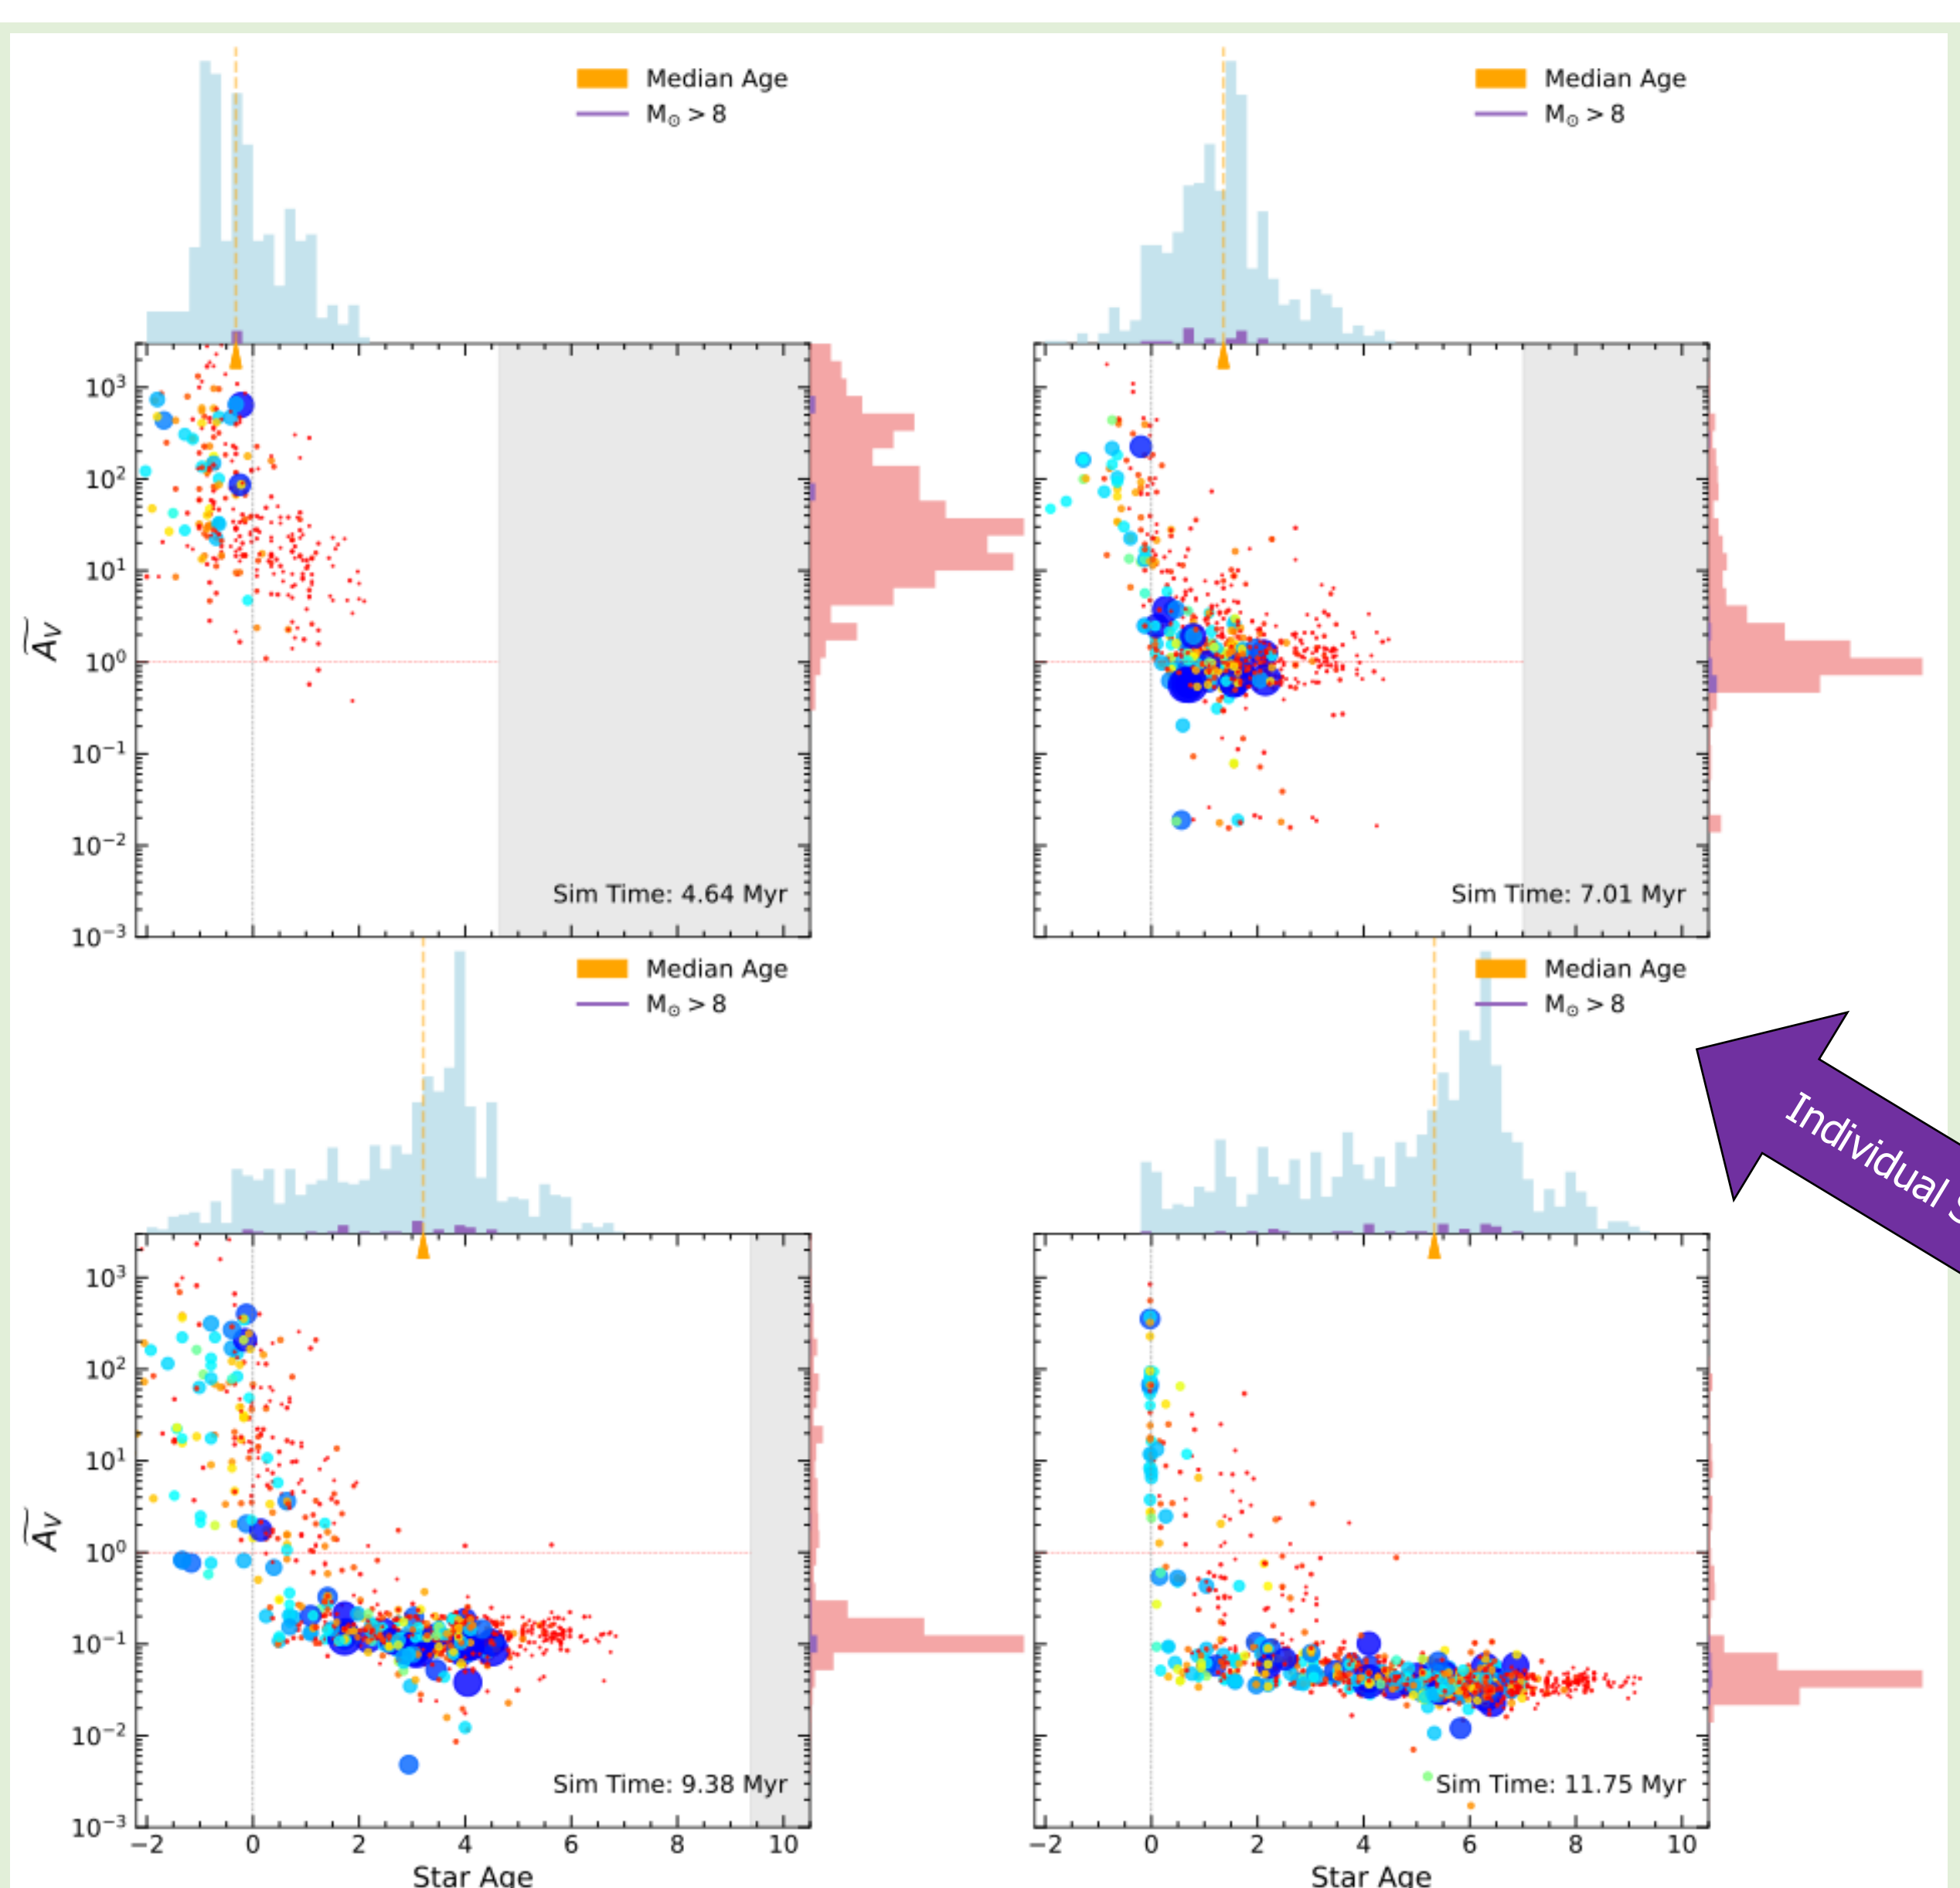 Median Age
M⊙ > 8
Median Age
M⊙ > 8
10³
10²
10¹
10⁰
10⁻¹
10⁻²
10⁻³
A͠v
Sim Time: 4.64 Myr
Sim Time: 7.01 Myr
Median Age
M⊙ > 8
Median Age
M⊙ > 8
Individual
10³
10²
10¹
10⁰
10⁻¹
10⁻²
10⁻³
A͠v
Sim Time: 9.38 Myr
Sim Time: 11.75 Myr
−2 0 2 4 6 8 10
−2 0 2 4 6 8 10
Star Age
Star Age